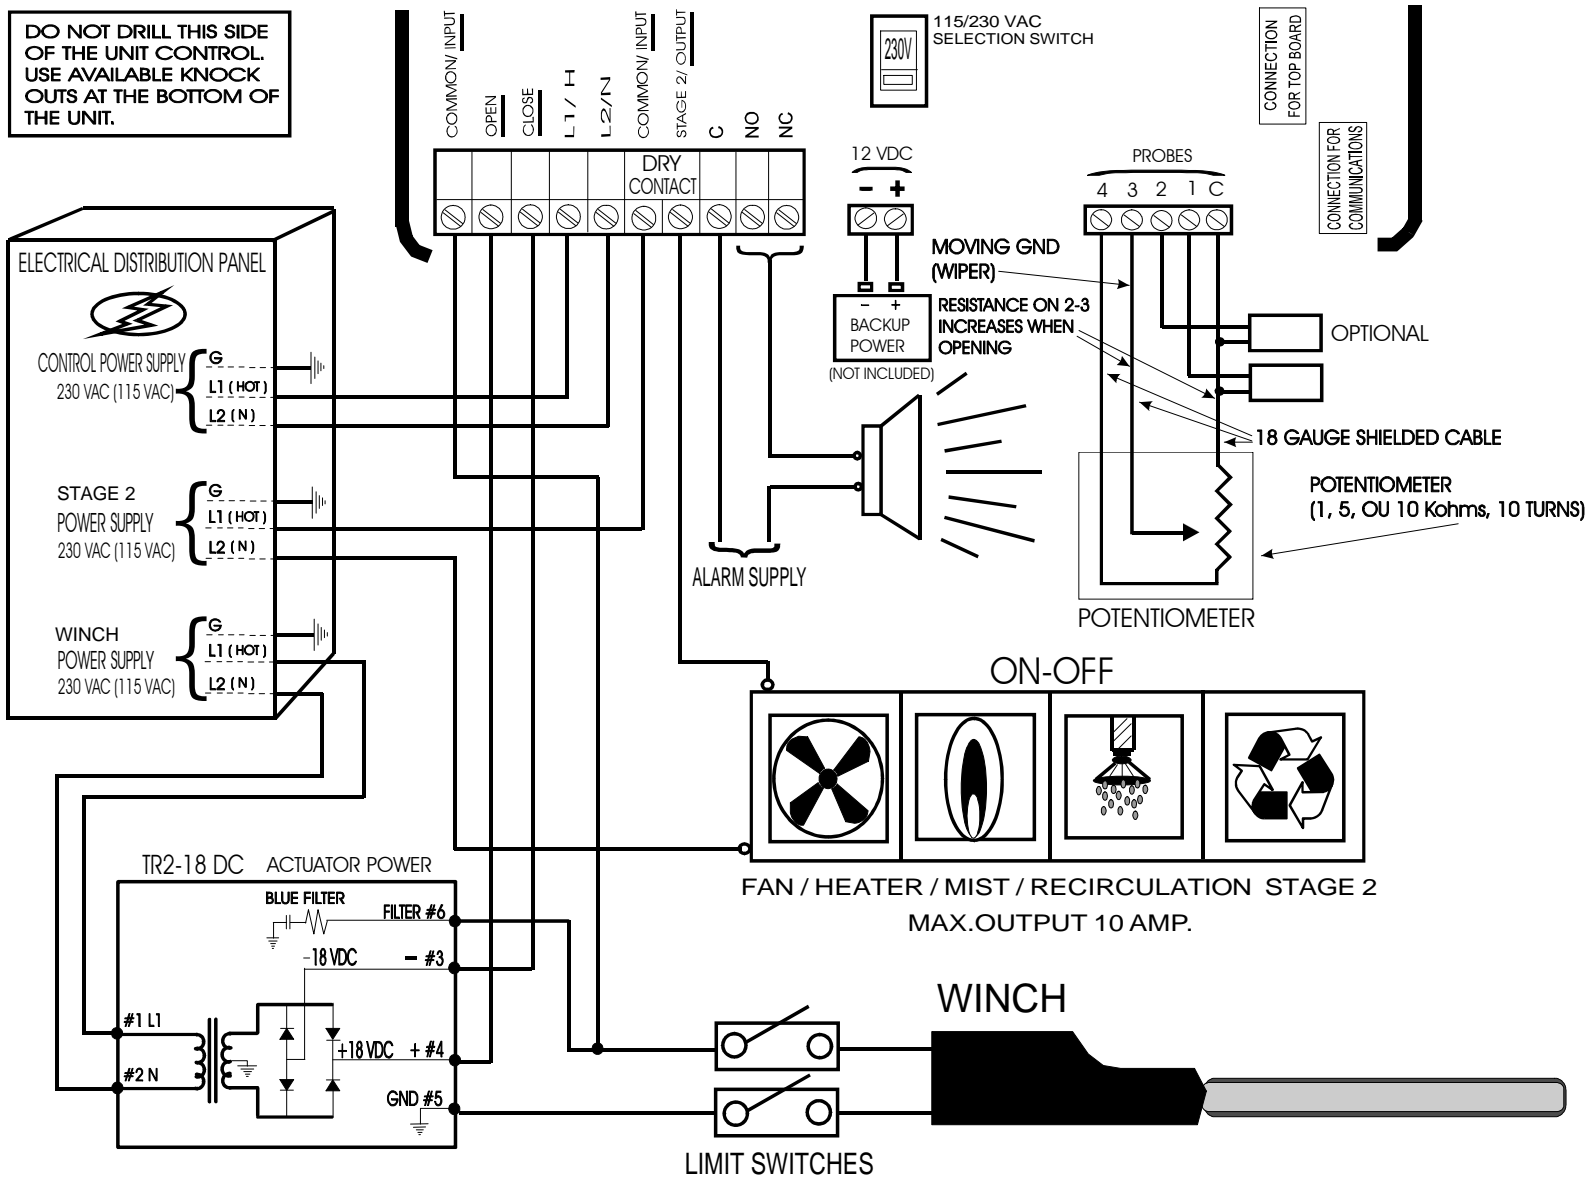 DO NOT DRILL THIS SIDE
OF THE UNIT CONTROL.
USE AVAILABLE KNOCK
OUTS AT THE BOTTOM OF
THE UNIT.
COMMON/ INPUT
OPEN
CLOSE
L1/ H
L2/N
COMMON/ INPUT
STAGE 2/ OUTPUT
C
NO
NC
DRY
CONTACT
230V
115/230 VAC
SELECTION SWITCH
CONNECTION
FOR TOP BOARD
CONNECTION FOR
COMMUNICATIONS
12 VDC
- +
PROBES
4 3 2 1 C
MOVING GND
(WIPER)
RESISTANCE ON 2-3
INCREASES WHEN
OPENING
- +
BACKUP
POWER
(NOT INCLUDED)
OPTIONAL
18 GAUGE SHIELDED CABLE
POTENTIOMETER
(1, 5, OU 10 Kohms, 10 TURNS)
POTENTIOMETER
ELECTRICAL DISTRIBUTION PANEL
CONTROL POWER SUPPLY
230 VAC (115 VAC)
G
L1 ( HOT )
L2 ( N )
STAGE 2
POWER SUPPLY
230 VAC (115 VAC)
G
L1 (HOT)
L2 ( N )
WINCH
POWER SUPPLY
230 VAC (115 VAC)
G
L1 ( HOT)
L2 ( N )
ALARM SUPPLY
ON-OFF
FAN / HEATER / MIST / RECIRCULATION STAGE 2
MAX.OUTPUT 10 AMP.
TR2-18 DC ACTUATOR POWER
BLUE FILTER
FILTER #6
-18 VDC - #3
#1 L1
+18 VDC + #4
#2 N
GND #5
WINCH
LIMIT SWITCHES